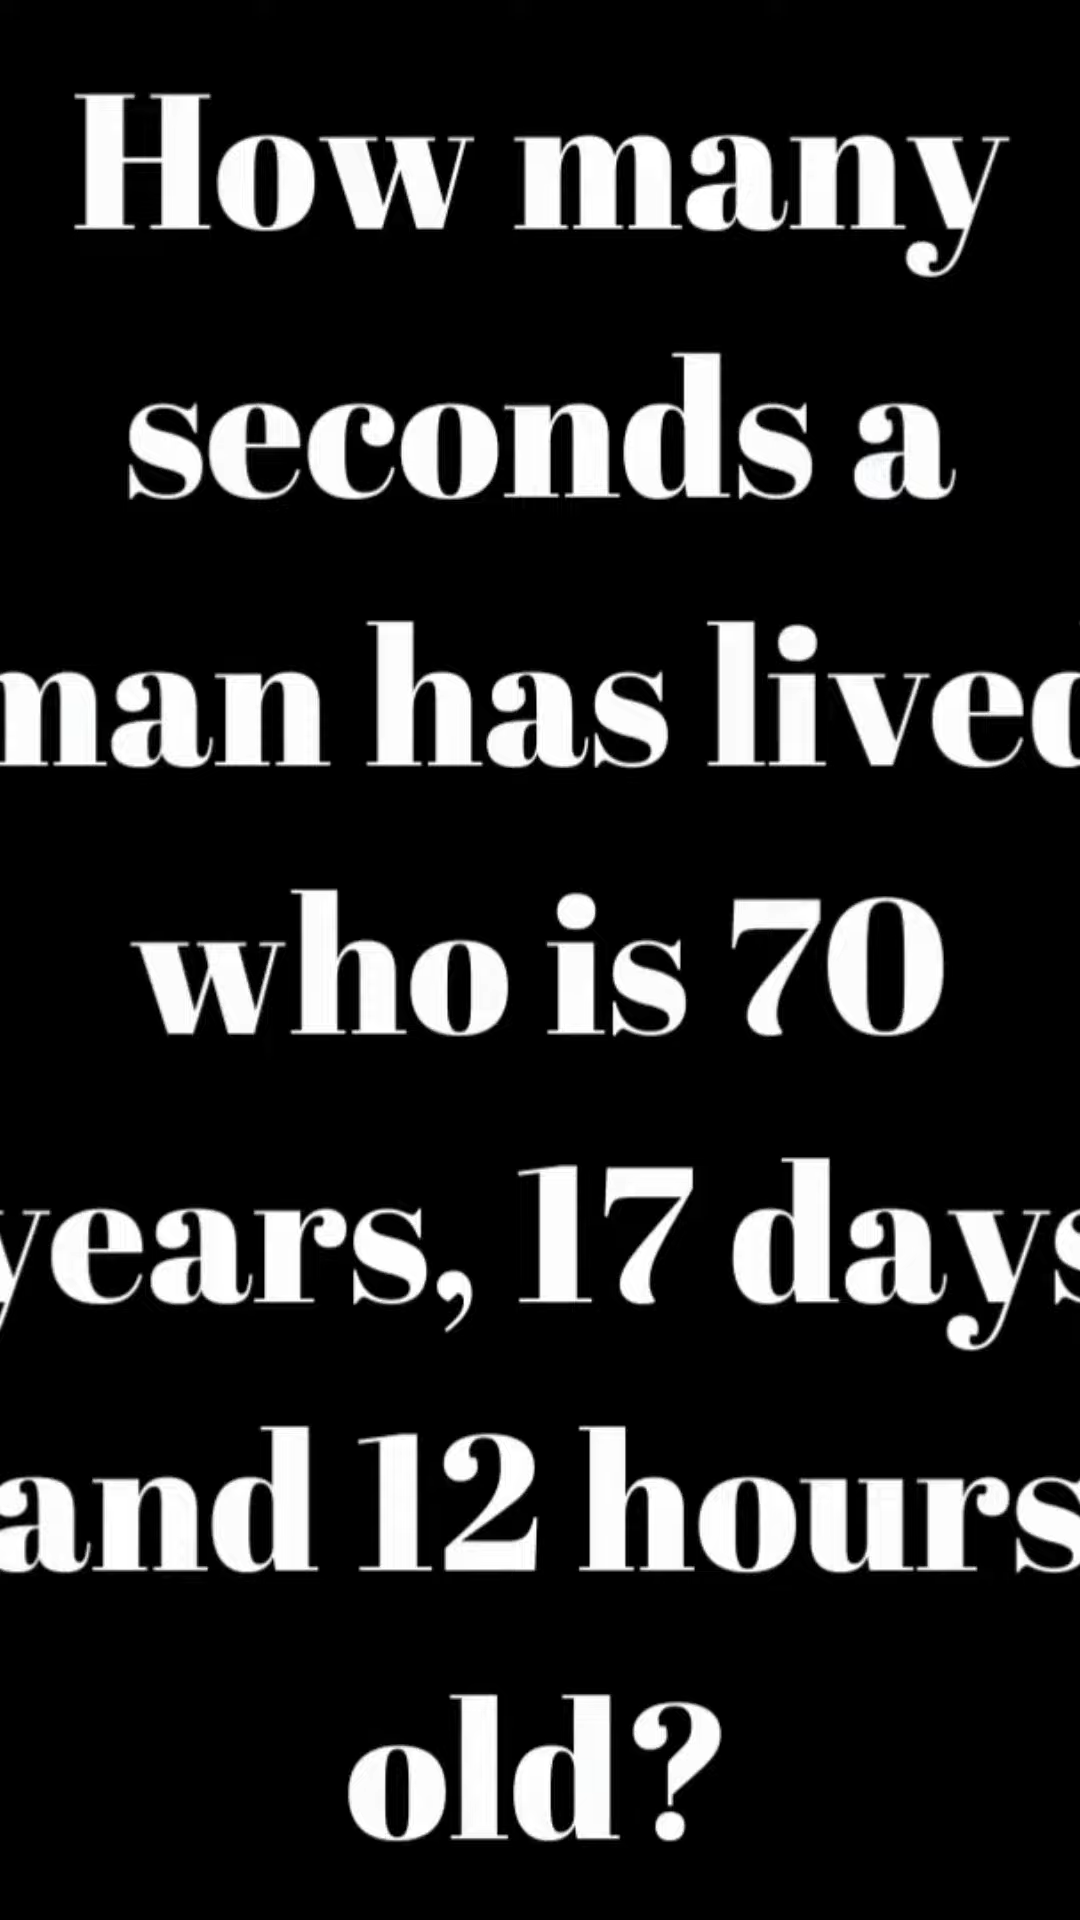 How many
seconds a
man has lived
who is 70
years, 17 days
and 12 hours
old?